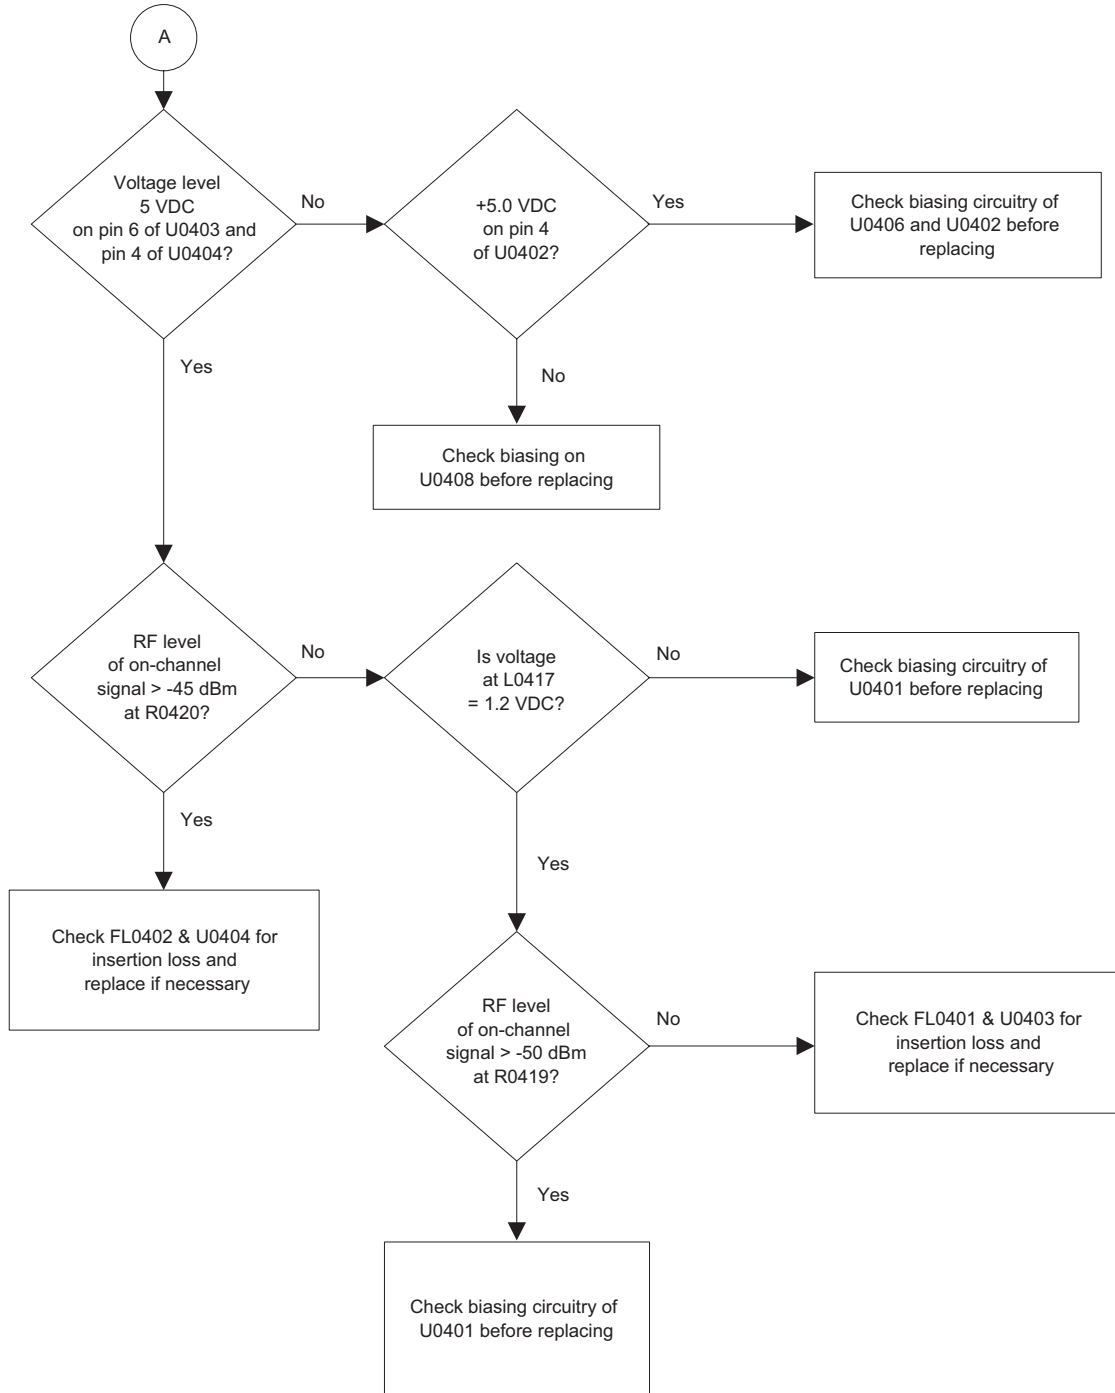 A
Voltage level
5 VDC
on pin 6 of U0403 and
pin 4 of U0404?
No
+5.0 VDC
on pin 4
of U0402?
Yes
Check biasing circuitry of
U0406 and U0402 before
replacing
Yes
No
Check biasing on
U0408 before replacing
RF level
of on-channel
signal > -45 dBm
at R0420?
No
Is voltage
at L0417
= 1.2 VDC?
No
Check biasing circuitry of
U0401 before replacing
Yes
Yes
Check FL0402 & U0404 for
insertion loss and
replace if necessary
RF level
of on-channel
signal > -50 dBm
at R0419?
No
Check FL0401 & U0403 for
insertion loss and
replace if necessary
Yes
Check biasing circuitry of
U0401 before replacing